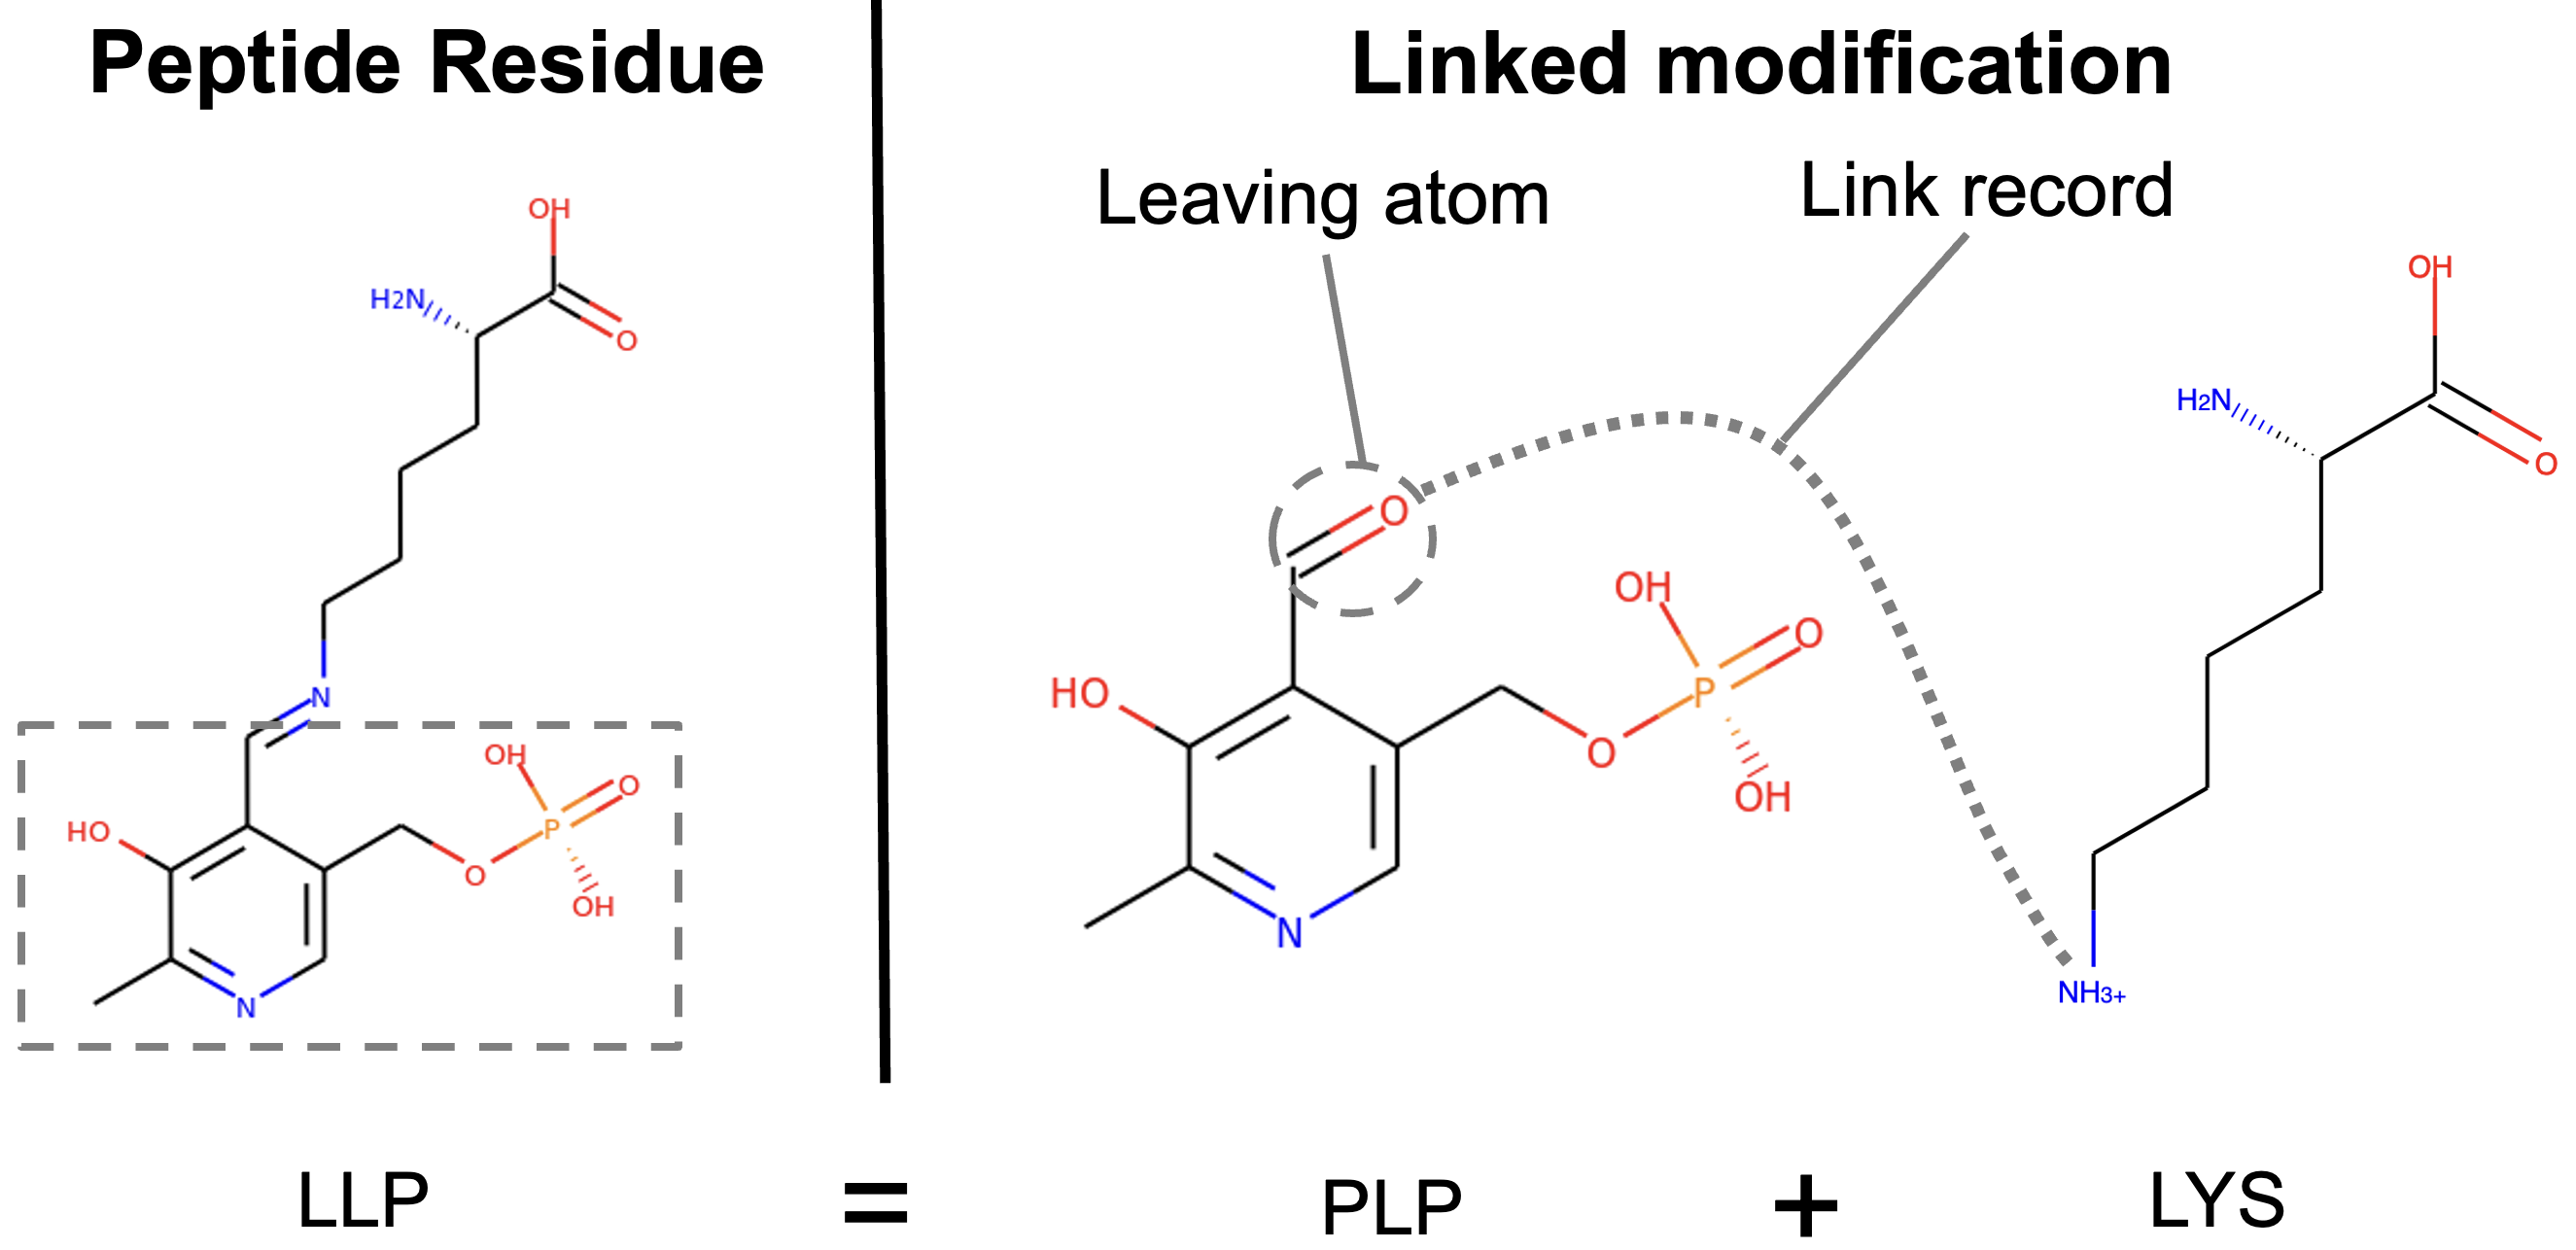 Peptide Residue
Linked modification
Leaving atom
Link record
OH
H2N
O
N
OH
O
HO
P
O
OH
N
O
OH
O
HO
P
O
OH
N
OH
H2N
O
NH3+
LLP = PLP + LYS